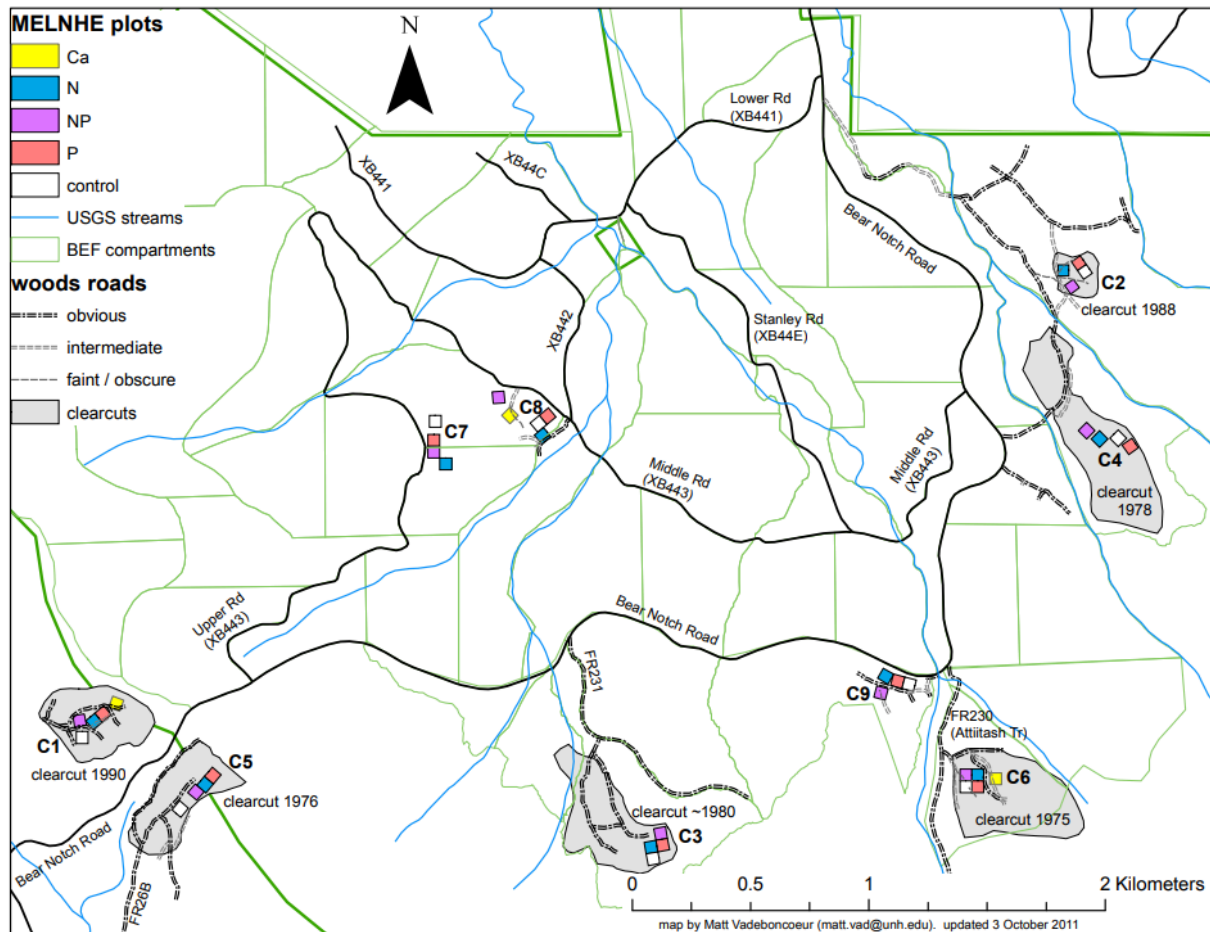 MELNHE plots
Ca
N
NP
P
control
USGS streams
BEF compartments
woods roads
obvious
intermediate
faint / obscure
clearcuts
N
Lower Rd
(XB441)
XB441
XB44C
Bear Notch Road
C2
clearcut 1988
XB442
Stanley Rd
(XB44E)
C8
C7
Middle Rd
(XB443)
Middle Rd
(XB443)
C4
clearcut
1978
Upper Rd
(XB443)
Bear Notch Road
FR231
C9
FR230
(Attiitash Tr)
C1
clearcut 1990
C5
clearcut 1976
C6
clearcut 1975
clearcut ~1980
C3
Bear Notch Road
FR26B
0 0.5 1 2 Kilometers
map by Matt Vadeboncoeur (matt.vad@unh.edu). updated 3 October 2011